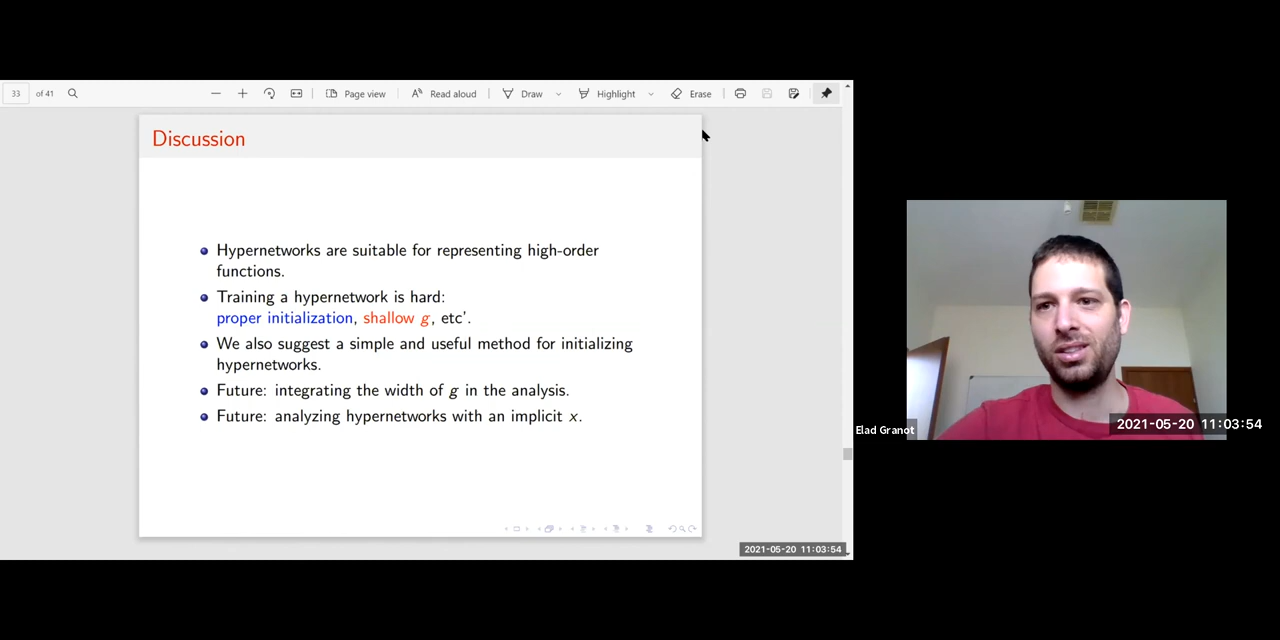 33 of 41 Page view Read aloud Draw Highlight Erase
Discussion
Hypernetworks are suitable for representing high-order
functions.
Training a hypernetwork is hard:
proper initialization, shallow g, etc'.
We also suggest a simple and useful method for initializing
hypernetworks.
Future: integrating the width of g in the analysis.
Future: analyzing hypernetworks with an implicit x.
2021-05-20 11:03:54
Elad Granot
2021-05-20 11:03:54